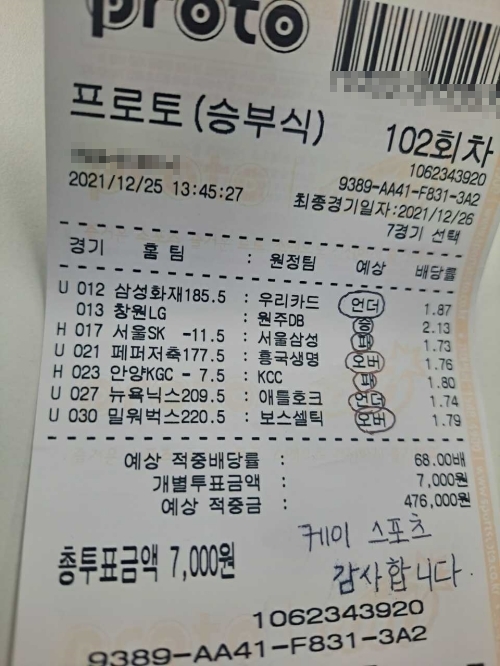 proto
프로토(승부식)
102회차
1062343920
2021/12/25 13:45:27
9389-AA41-F831-3A2
최종경기일자:2021/12/26
7경기 선택
경기 홈 팀 : 원정팀 예상 배당률
U 012 삼성화재185.5 : 우리카드 언더 1.87
013 창원LG : 원주DB 승 2.13
H 017 서울SK -11.5 : 서울삼성 패 1.73
U 021 페퍼저축177.5 : 흥국생명 오버 1.76
H 023 안양KGC - 7.5 : KCC 패 1.80
U 027 뉴욕닉스209.5 : 애틀호크 언더 1.74
U 030 밀워벅스220.5 : 보스셀틱 오버 1.79
예상 적중배당률 : 68.00배
개별투표금액 : 7,000원
예상 적중금 : 476,000원
케이 스포츠
총투표금액 7,000원
감사합니다.
1062343920
9389-AA41-F831-3A2